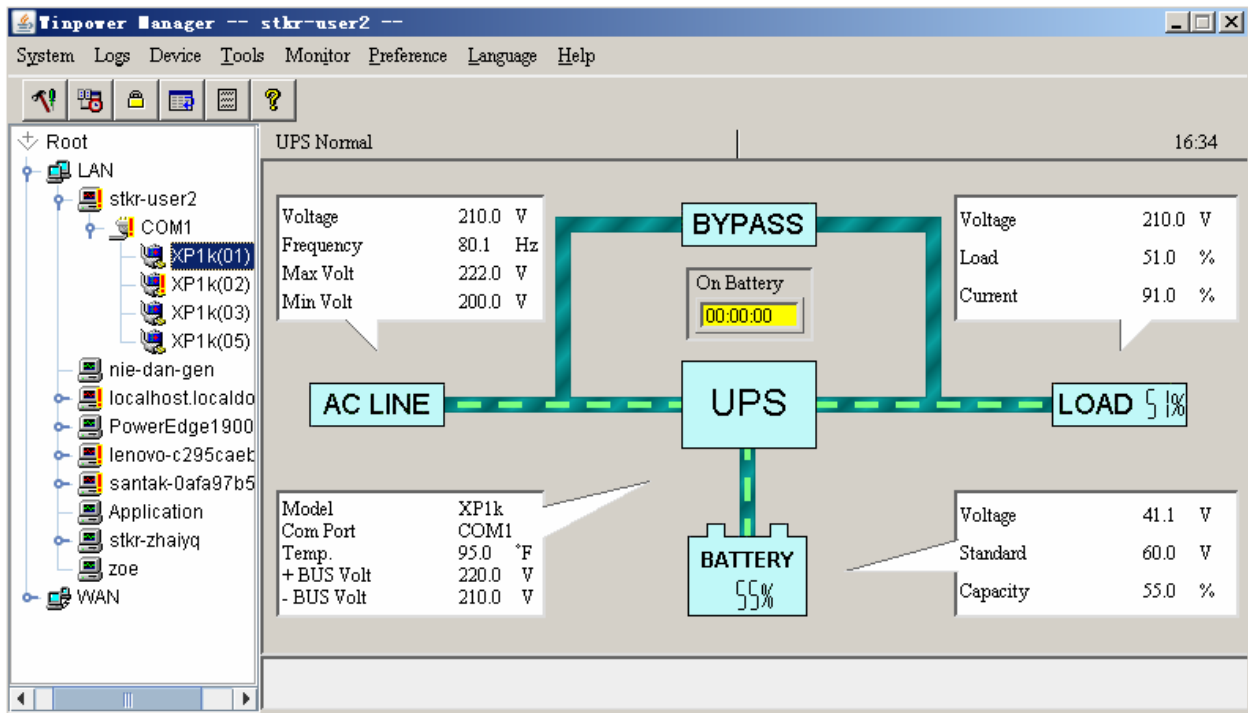 Winpower Manager -- stkr-user2 --
System Logs Device Tools Monitor Preference Language Help
Root
LAN
stkr-user2
COM1
XP1k(01)
XP1k(02)
XP1k(03)
XP1k(05)
nie-dan-gen
localhost.localdo
PowerEdge1900
lenovo-c295caeb
santak-0afa97b5
Application
stkr-zhaiyq
zoe
WAN
UPS Normal
16:34
Voltage 210.0 V
Frequency 80.1 Hz
Max Volt 222.0 V
Min Volt 200.0 V
BYPASS
On Battery
00:00:00
Voltage 210.0 V
Load 51.0 %
Current 91.0 %
AC LINE
UPS
LOAD 51%
Model XP1k
Com Port COM1
Temp. 95.0 °F
+ BUS Volt 220.0 V
- BUS Volt 210.0 V
BATTERY
55%
Voltage 41.1 V
Standard 60.0 V
Capacity 55.0 %